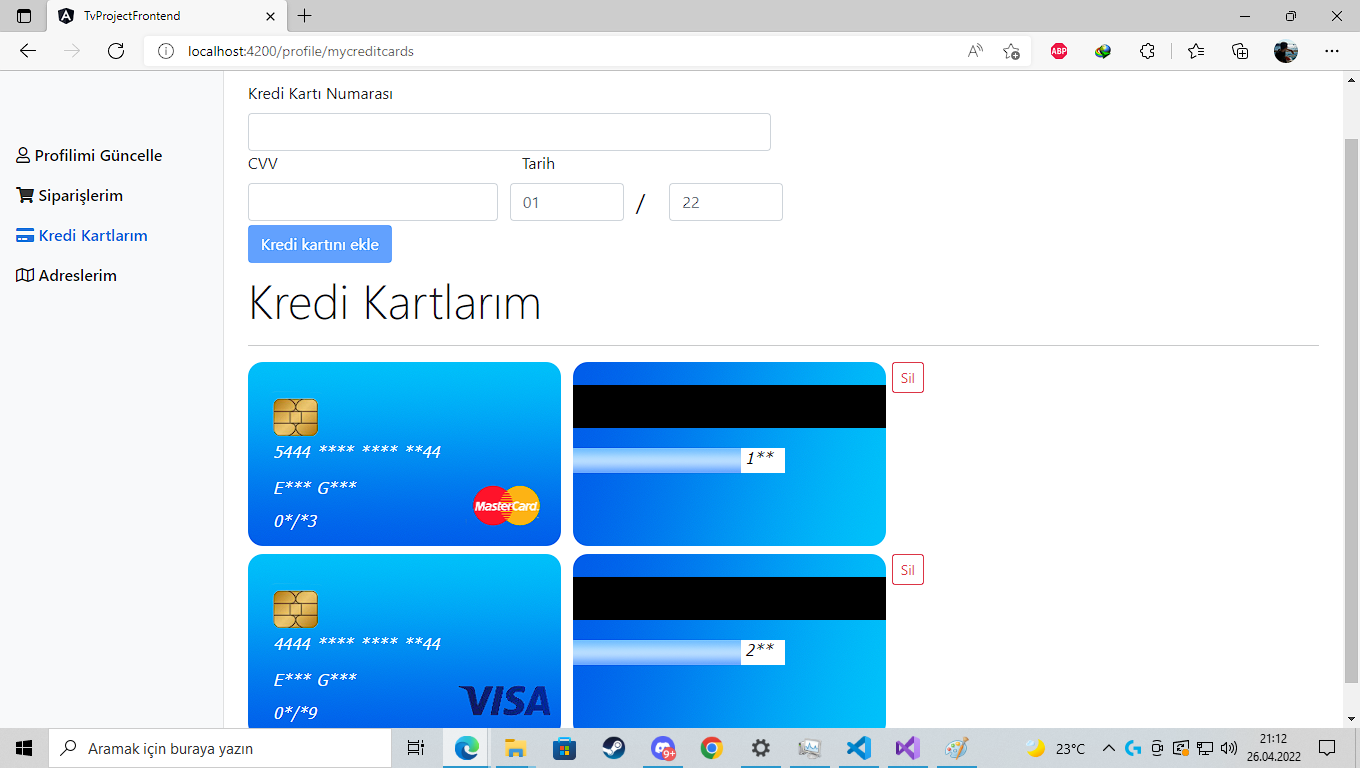 TvProjectFrontend
localhost:4200/profile/mycreditcards
ABP
Profilimi Güncelle
Siparişlerim
Kredi Kartlarım
Adreslerim
Kredi Kartı Numarası
CVV Tarih
01 / 22
Kredi kartını ekle
Kredi Kartlarım
5444 **** **** **44
E*** G***
0*/*3
MasterCard
1**
Sil
4444 **** **** **44
E*** G***
0*/*9
VISA
2**
Sil
Aramak için buraya yazın
9+
23°C
21:12
26.04.2022